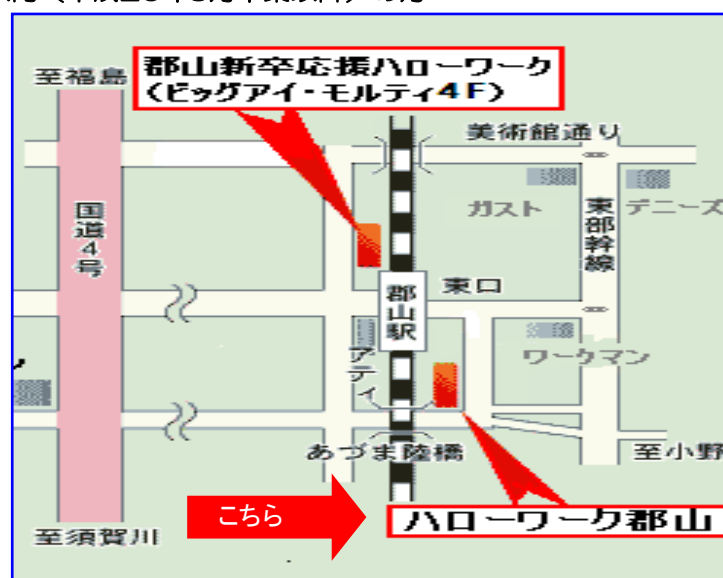 郡山新卒応援ハローワーク
（ビッグアイ・モルティ４Ｆ）
至福島
美術館通り
ガスト
デニーズ
東部幹線
国道4号
東口
郡山駅
アティ
ワークマン
あづま陸橋
至小野
こちら
ハローワーク郡山
至須賀川